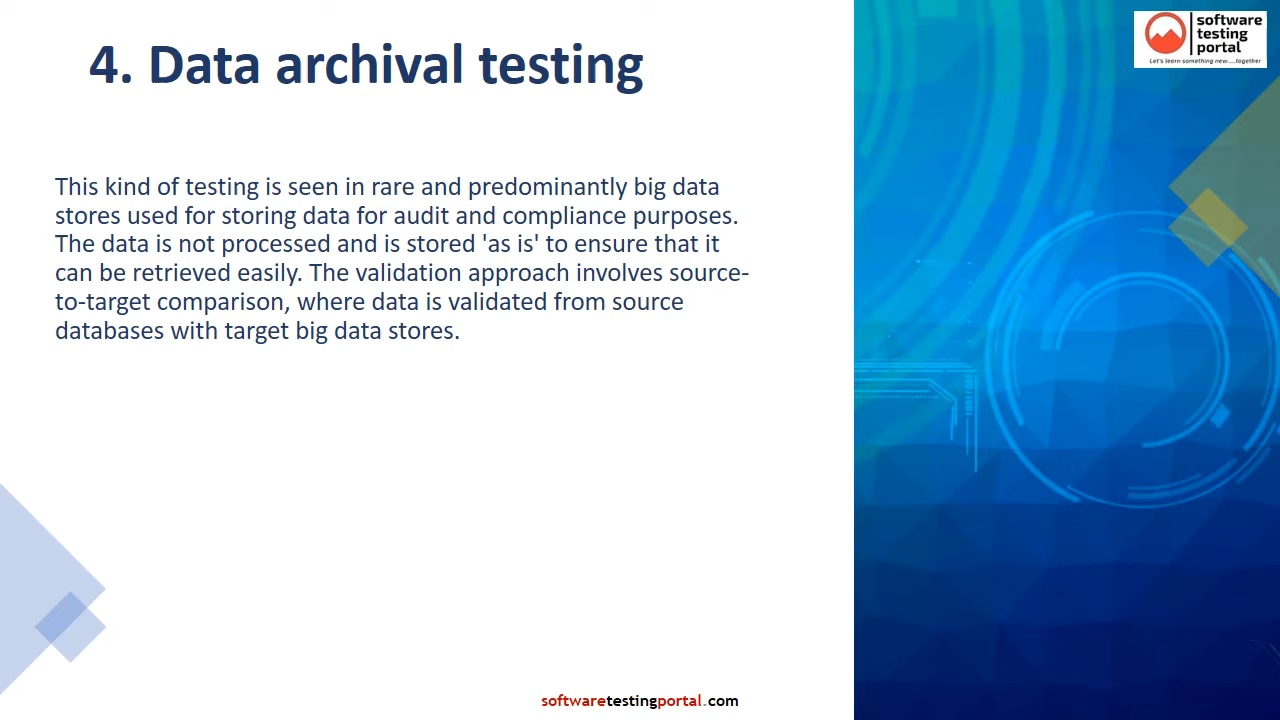 4. Data archival testing
software
testing
portal
Let's learn something new....together
This kind of testing is seen in rare and predominantly big data
stores used for storing data for audit and compliance purposes.
The data is not processed and is stored 'as is' to ensure that it
can be retrieved easily. The validation approach involves source-
to-target comparison, where data is validated from source
databases with target big data stores.
softwaretestingportal.com